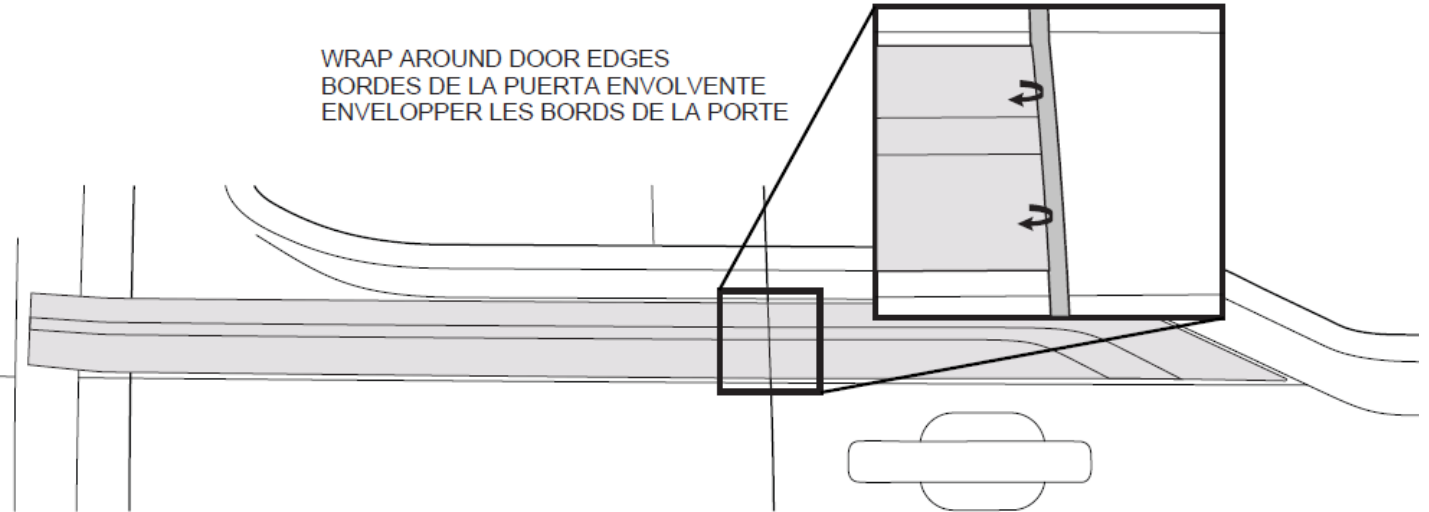 WRAP AROUND DOOR EDGES
BORDES DE LA PUERTA ENVOLVENTE
ENVELOPPER LES BORDS DE LA PORTE